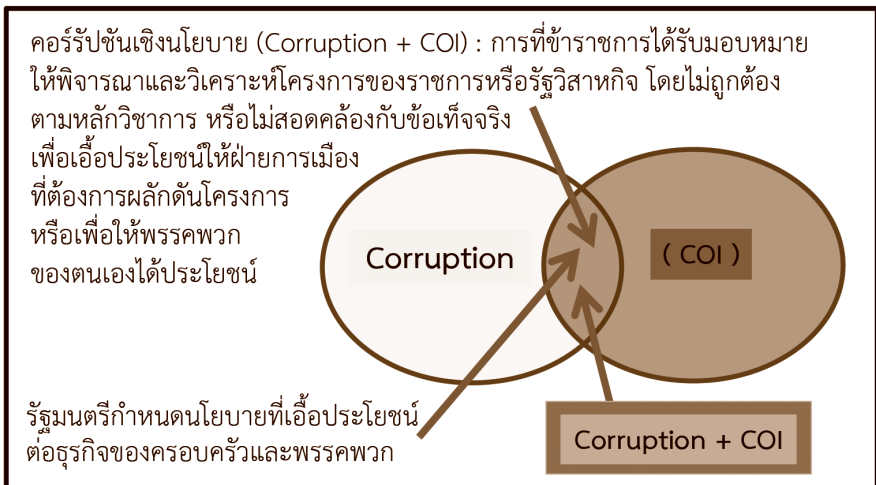 คอร์รัปชันเชิงนโยบาย (Corruption + COI) : การที่ข้าราชการได้รับมอบหมาย
ให้พิจารณาและวิเคราะห์โครงการของราชการหรือรัฐวิสาหกิจ โดยไม่ถูกต้อง
ตามหลักวิชาการ หรือไม่สอดคล้องกับข้อเท็จจริง
เพื่อเอื้อประโยชน์ให้ฝ่ายการเมือง
ที่ต้องการผลักดันโครงการ
หรือเพื่อให้พรรคพวก
ของตนเองได้ประโยชน์
Corruption
( COI )
รัฐมนตรีกำหนดนโยบายที่เอื้อประโยชน์
ต่อธุรกิจของครอบครัวและพรรคพวก
Corruption + COI